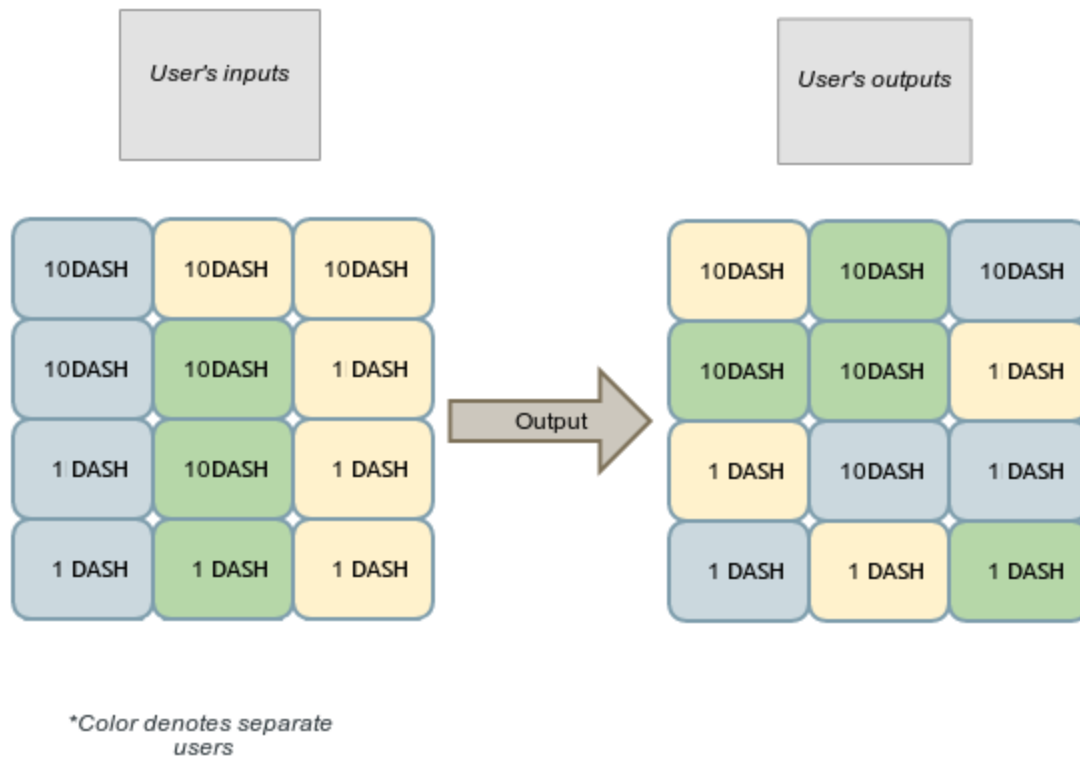 User's inputs
User's outputs
10DASH 10DASH 10DASH
10DASH 10DASH 1 DASH
1 DASH 10DASH 1 DASH
1 DASH 1 DASH 1 DASH
Output
10DASH 10DASH 10DASH
10DASH 10DASH 1 DASH
1 DASH 10DASH 1 DASH
1 DASH 1 DASH 1 DASH
*Color denotes separate
users